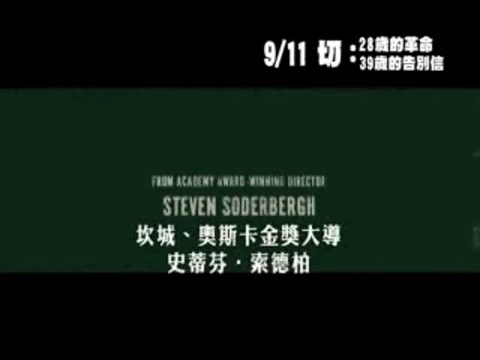 9/11 切:28歲的革命
39歲的告別信
FROM ACADEMY AWARD-WINNING DIRECTOR
STEVEN SODERBERGH
坎城、奧斯卡金獎大導
史蒂芬·索德柏